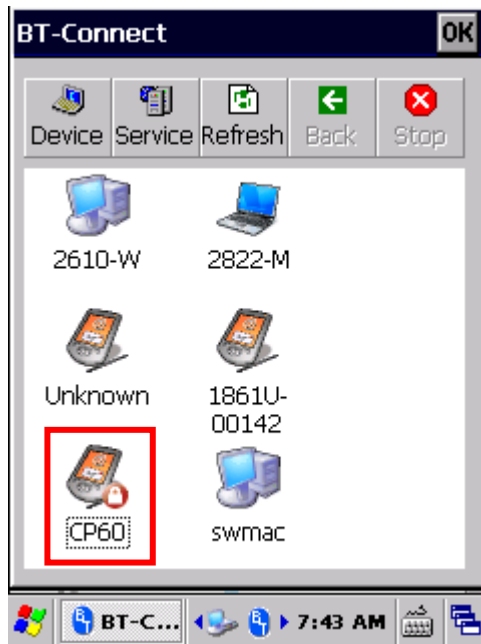 BT-Connect OK
Device Service Refresh Back Stop
2610-W 2822-M
Unknown 1861U-
00142
CP60 swmac
BT-C... 7:43 AM